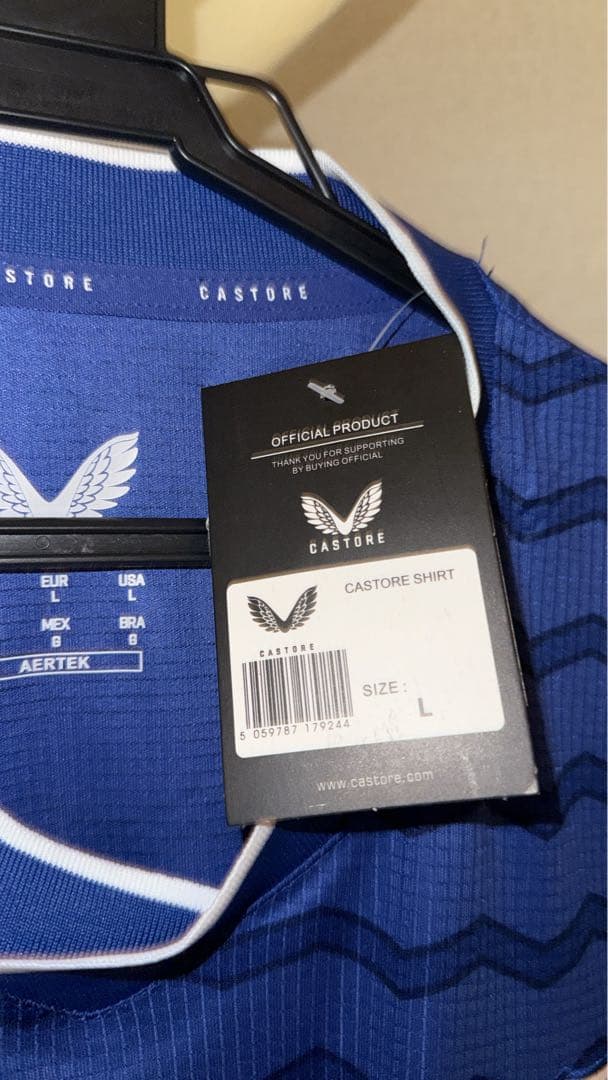 STORE CASTORE
OFFICIAL PRODUCT
THANK YOU FOR SUPPORTING
BY BUYING OFFICIAL
CASTORE
CASTORE SHIRT
CASTORE
SIZE : L
5 059787 179244
www.castore.com
EUR USA
L L
MEX BRA
G G
AERTEK